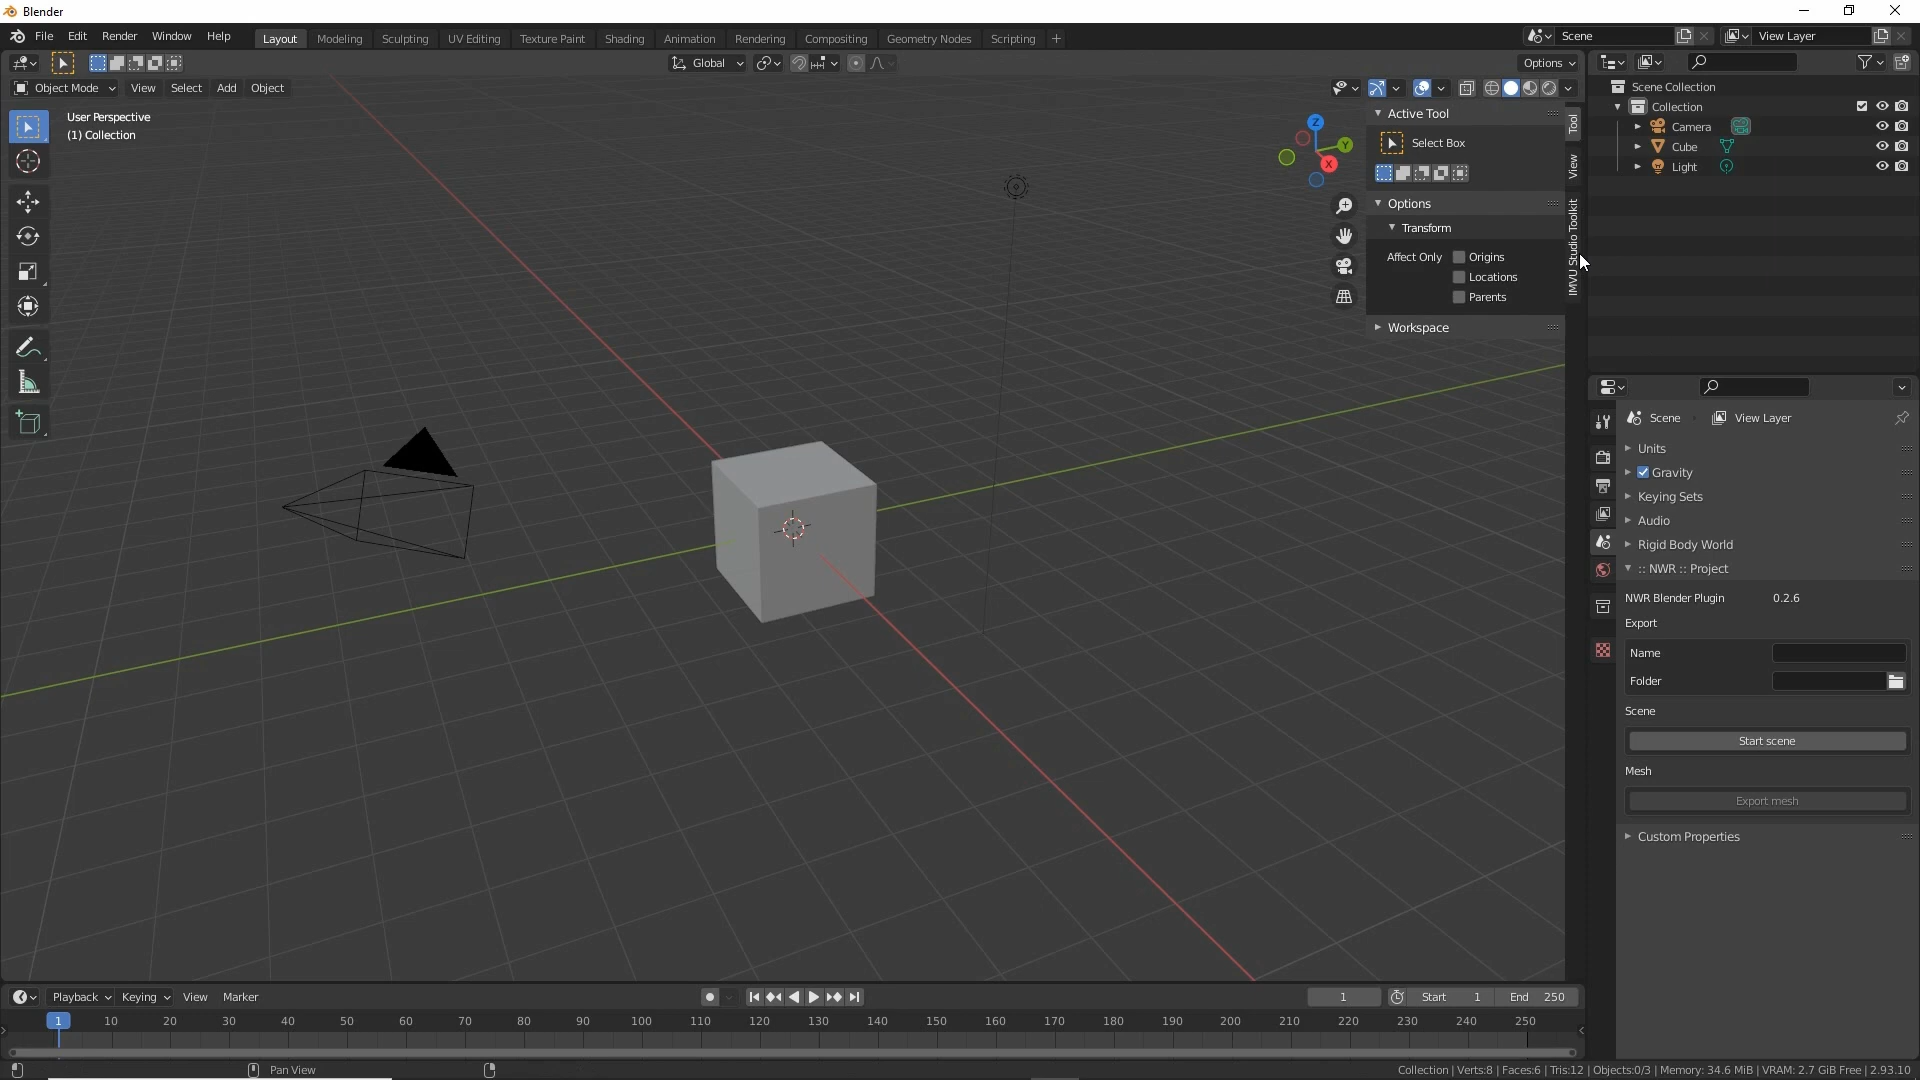 Blender
File Edit Render Window Help Layout Modeling Sculpting UV Editing Texture Paint Shading Animation Rendering Compositing Geometry Nodes Scripting + Scene View Layer
Global Options
Object Mode View Select Add Object
User Perspective
(1) Collection
Z
Y
X
Active Tool
Select Box
Options
Transform
Affect Only Origins
Locations
Parents
Workspace
Tool
View
IMVU Studio Toolkit
Scene Collection
Collection
Camera
Cube
Light
Scene View Layer
Units
Gravity
Keying Sets
Audio
Rigid Body World
:: NWR :: Project
NWR Blender Plugin 0.2.6
Export
Name
Folder
Scene
Start scene
Mesh
Export mesh
Custom Properties
Playback Keying View Marker 1 Start 1 End 250
1 10 20 30 40 50 60 70 80 90 100 110 120 130 140 150 160 170 180 190 200 210 220 230 240 250
Pan View Collection | Verts:8 | Faces:6 | Tris:12 | Objects:0/3 | Memory: 34.6 MiB | VRAM: 2.7 GiB Free | 2.93.10